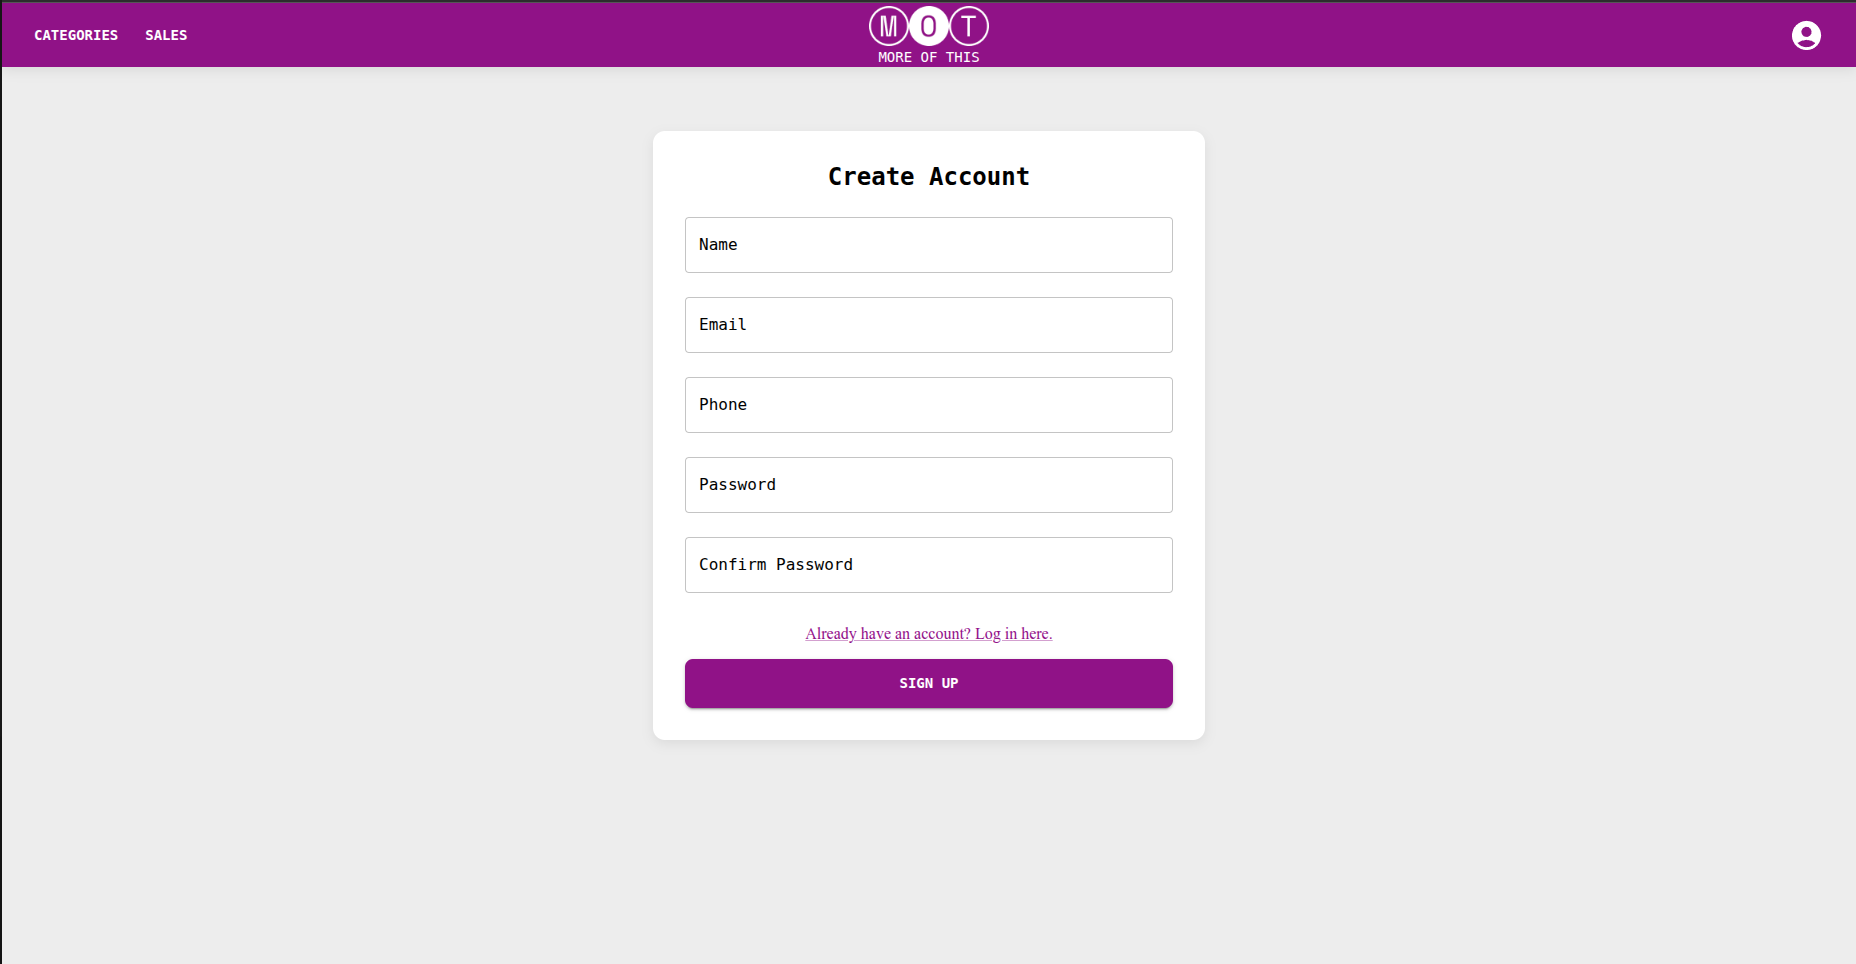 CATEGORIES SALES
MOT
MORE OF THIS
Create Account
Name
Email
Phone
Password
Confirm Password
Already have an account? Log in here.
SIGN UP